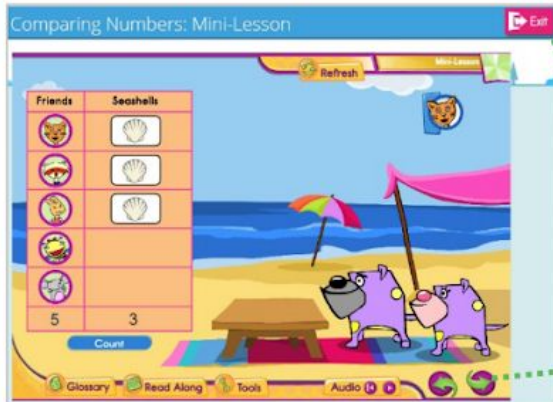 Comparing Numbers: Mini-Lesson
Exit
Mini-Lesson
Refresh
Friends Seashells
5 3
Count
Glossary Read Along Tools Audio